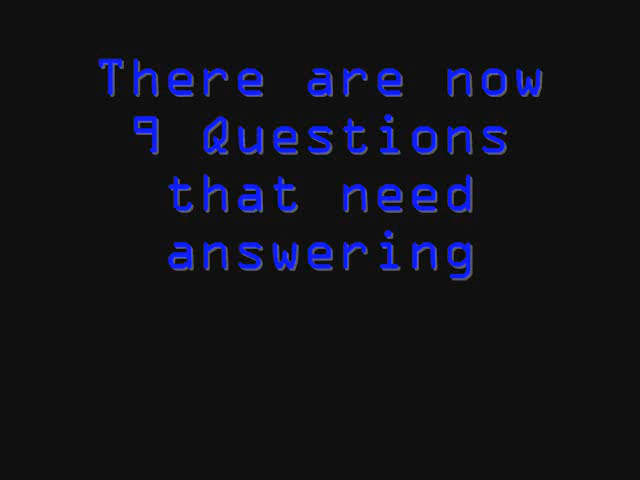 There are now
9 Questions
that need
answering